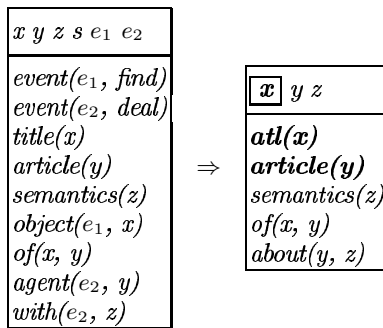 x y z s e₁ e₂
event(e₁, find)
event(e₂, deal)
title(x)
article(y)
semantics(z)
object(e₁, x)
of(x, y)
agent(e₂, y)
with(e₂, z)
⇒
x y z
atl(x)
article(y)
semantics(z)
of(x, y)
about(y, z)